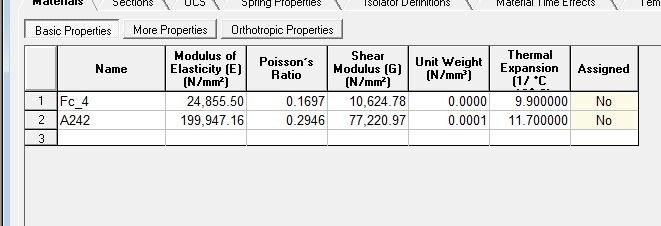 Materials Sections UCS Spring Properties Isolator Definitions Material Time Effects
Basic Properties More Properties Orthotropic Properties
Name Modulus of Elasticity (E) (N/mm²) Poisson's Ratio Shear Modulus (G) (N/mm²) Unit Weight (N/mm³) Thermal Expansion (1/ °C Assigned
1 Fc_4 24,855.50 0.1697 10,624.78 0.0000 9.900000 No
2 A242 199,947.16 0.2946 77,220.97 0.0001 11.700000 No
3